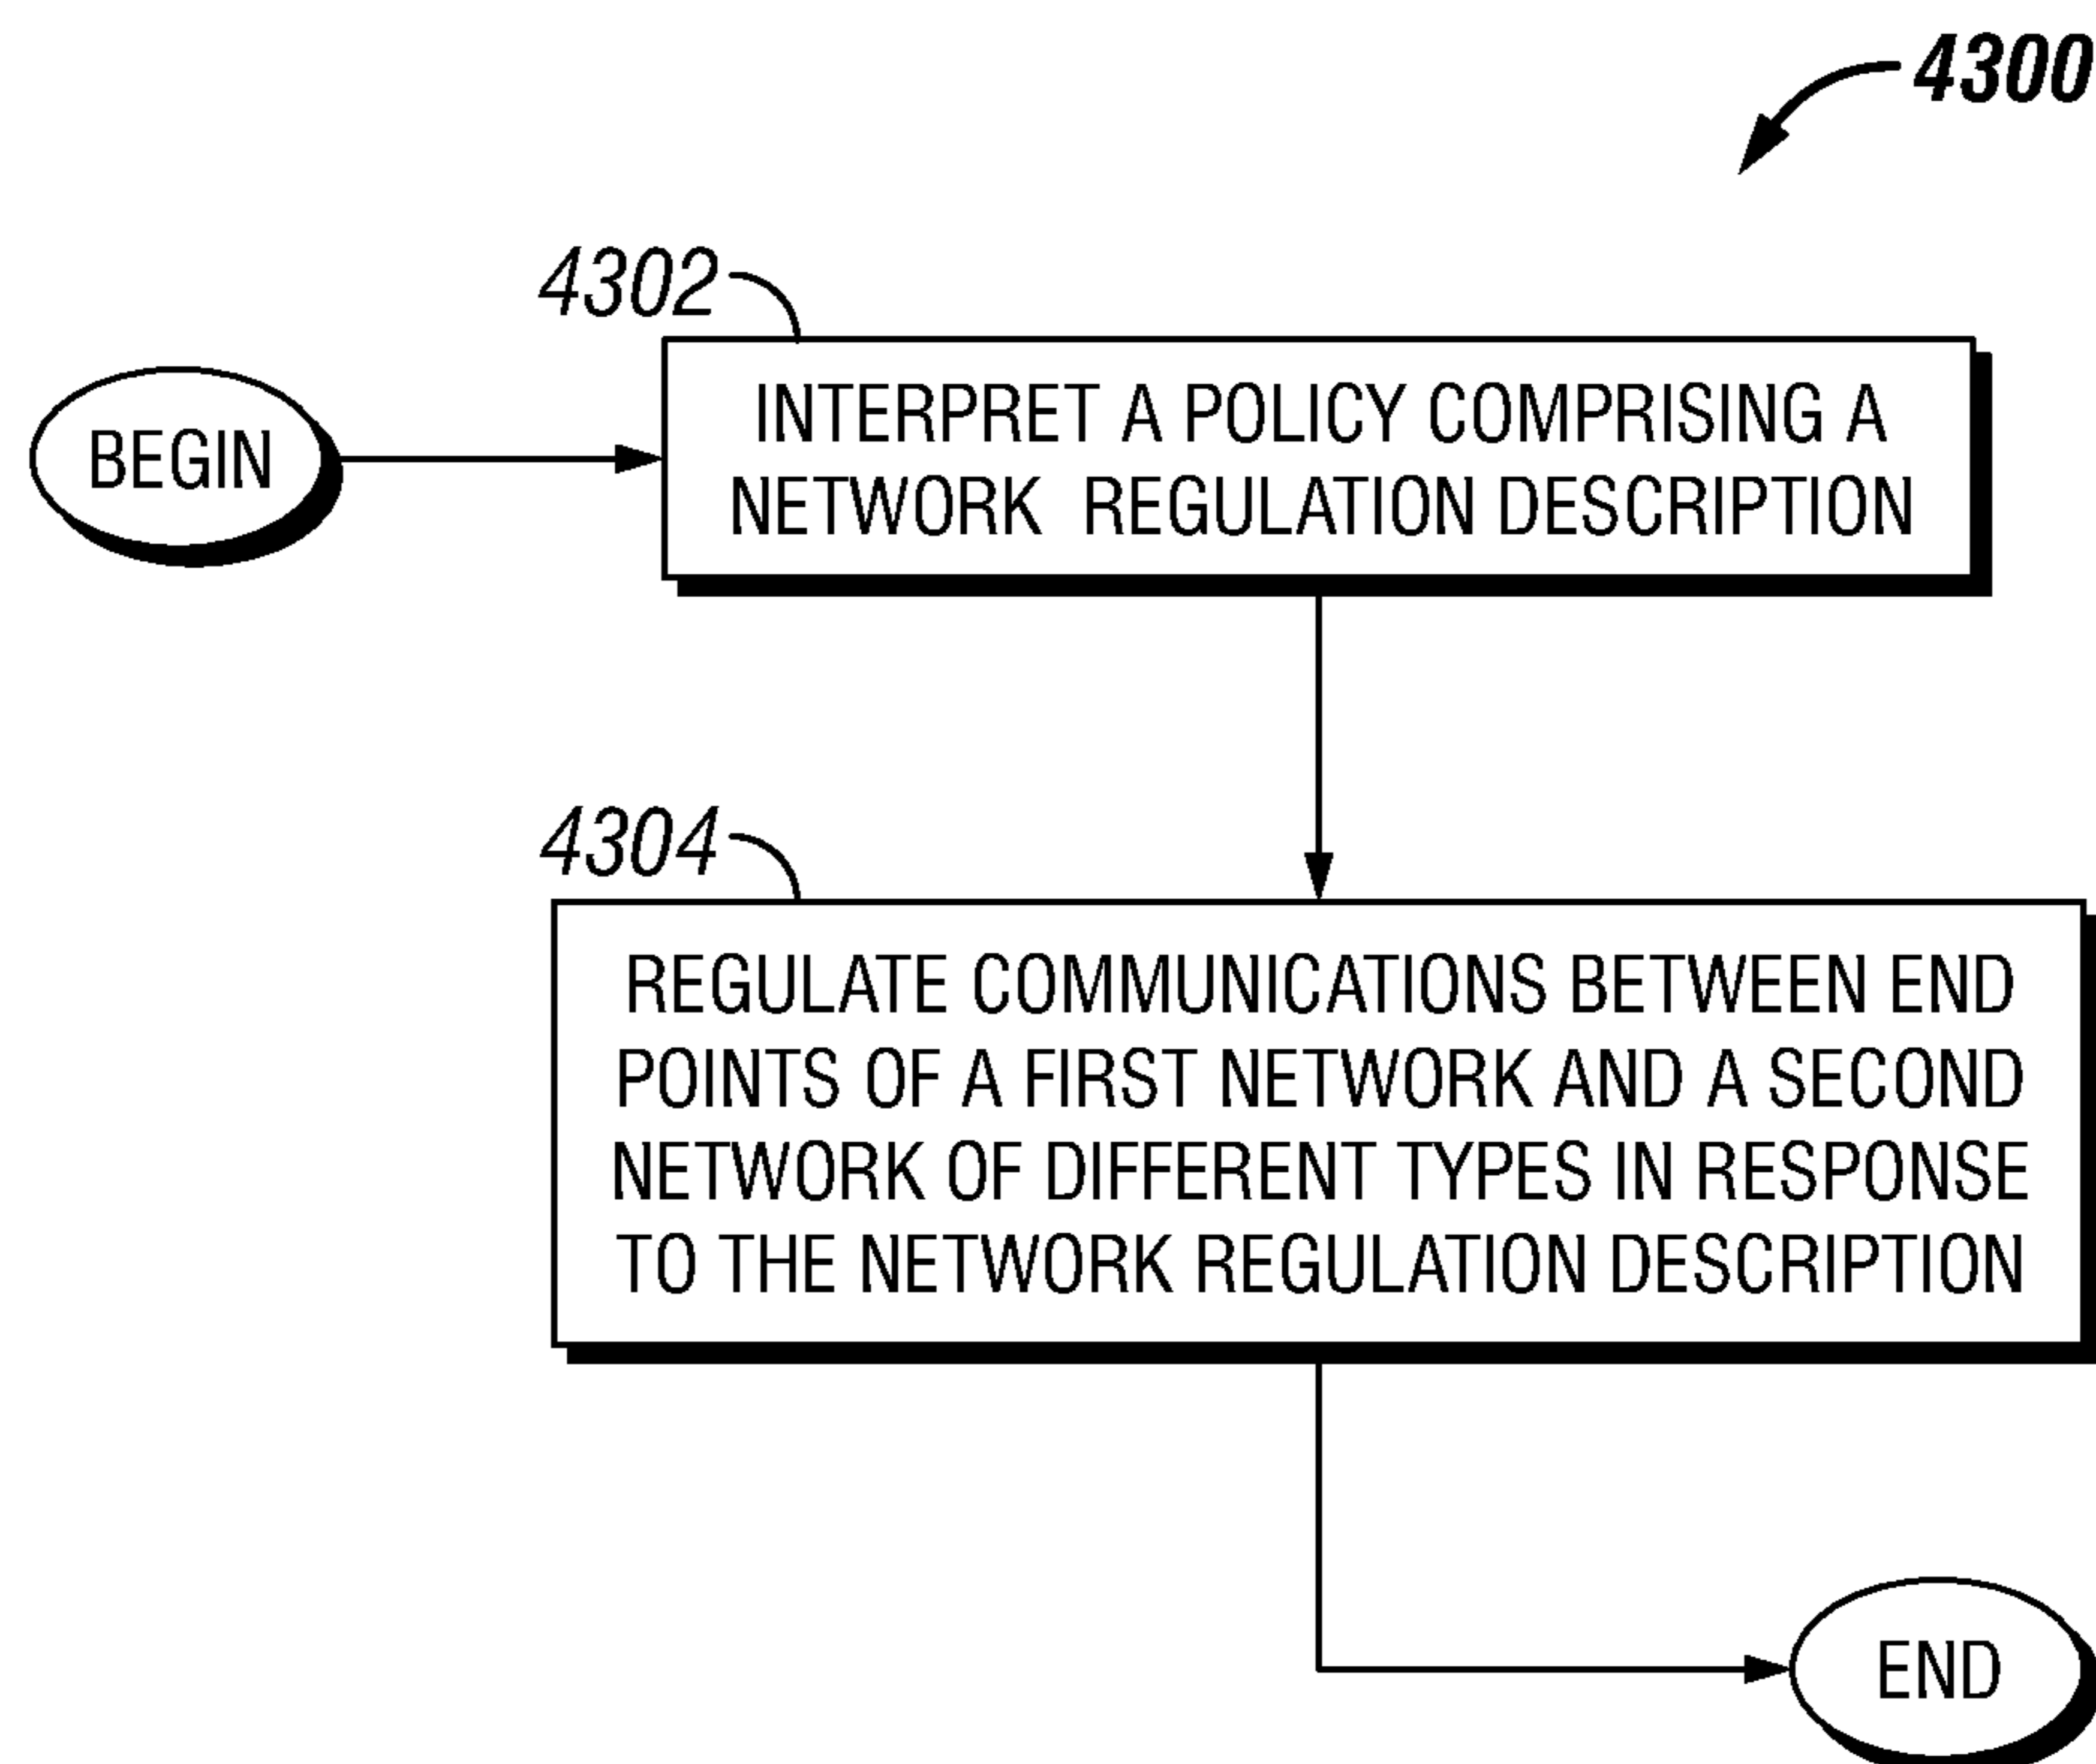 4300
4302
BEGIN
INTERPRET A POLICY COMPRISING A
NETWORK REGULATION DESCRIPTION
4304
REGULATE COMMUNICATIONS BETWEEN END
POINTS OF A FIRST NETWORK AND A SECOND
NETWORK OF DIFFERENT TYPES IN RESPONSE
TO THE NETWORK REGULATION DESCRIPTION
END